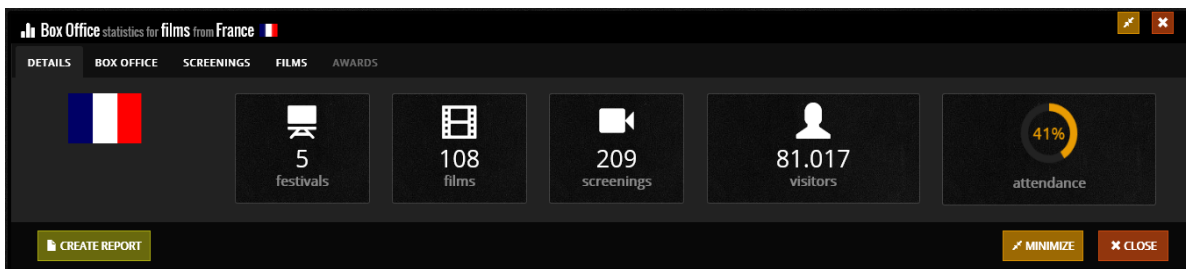 Box Office statistics for films from France
DETAILS BOX OFFICE SCREENINGS FILMS AWARDS
5
festivals
108
films
209
screenings
81.017
visitors
41%
attendance
CREATE REPORT
MINIMIZE
CLOSE